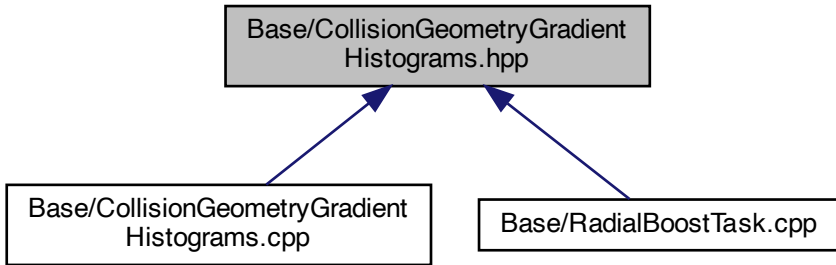 Base/CollisionGeometryGradient
Histograms.hpp
Base/CollisionGeometryGradient
Histograms.cpp
Base/RadialBoostTask.cpp